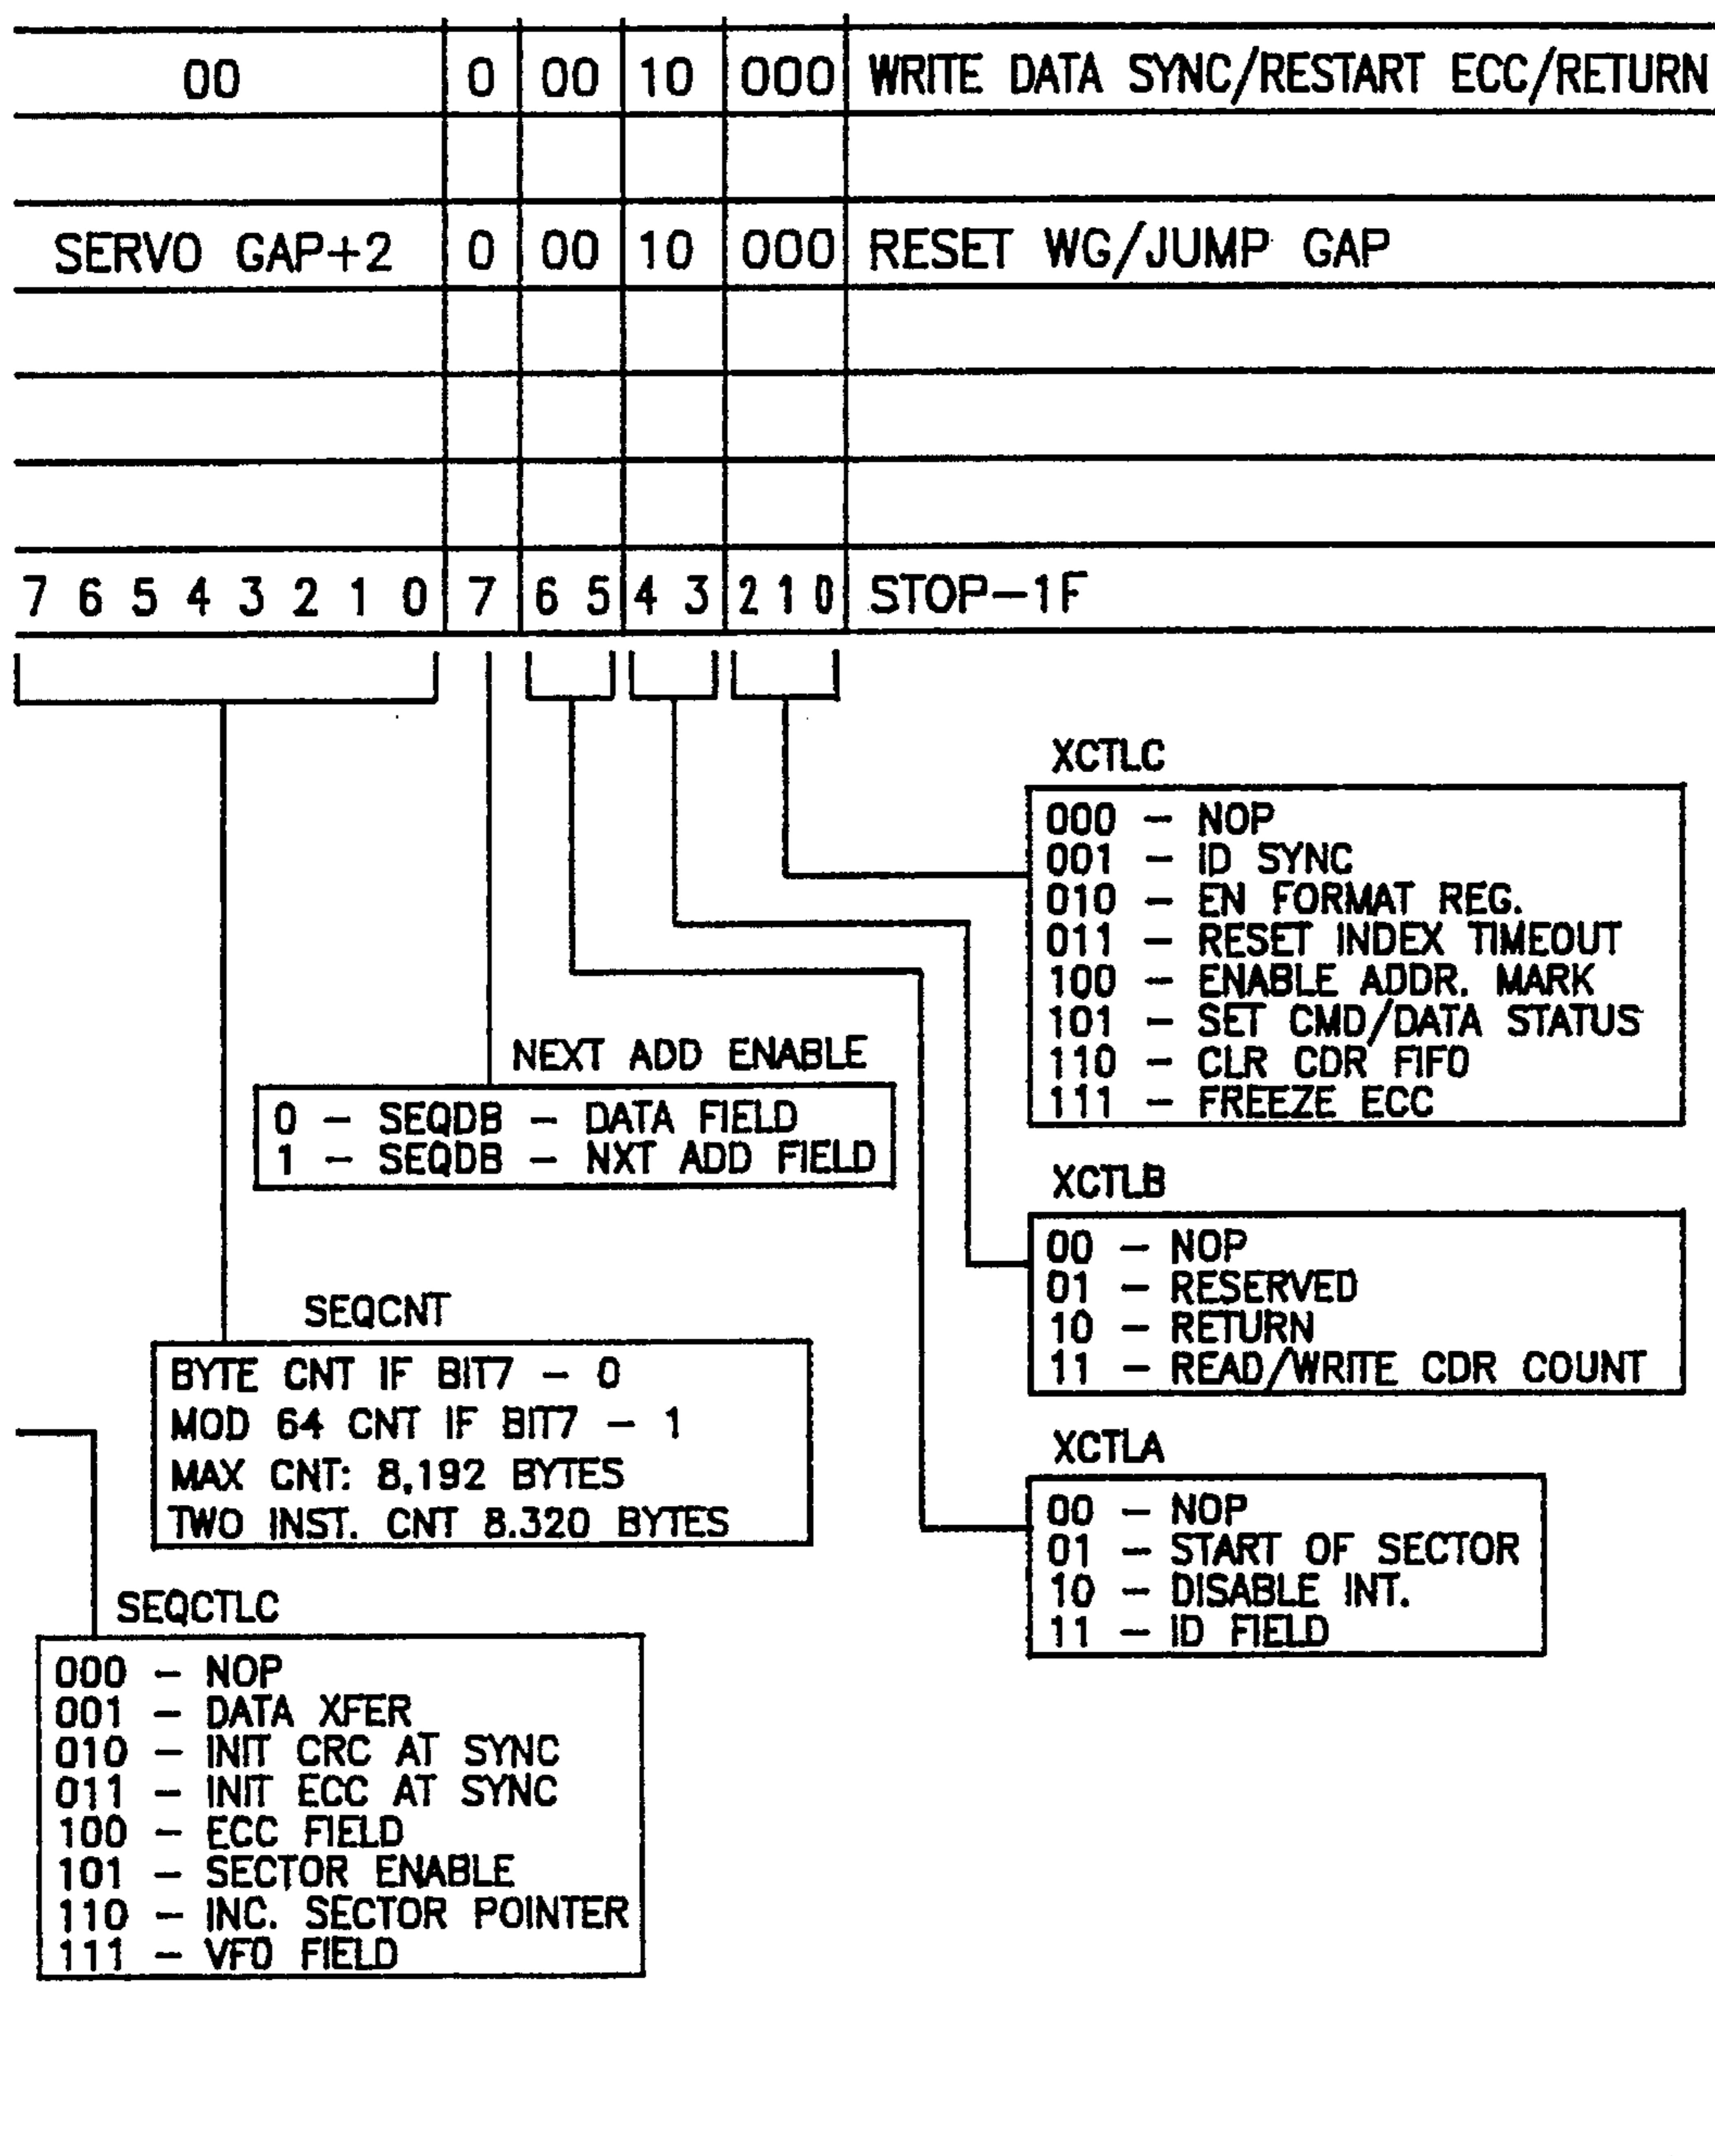 00 0 00 10 000 WRITE DATA SYNC/RESTART ECC/RETURN
SERVO GAP+2 0 00 10 000 RESET WG/JUMP GAP
7 6 5 4 3 2 1 0 7 6 5 4 3 2 1 0 STOP-1F
XCTLC
000 - NOP
001 - ID SYNC
010 - EN FORMAT REG.
011 - RESET INDEX TIMEOUT
100 - ENABLE ADDR. MARK
101 - SET CMD/DATA STATUS
110 - CLR CDR FIFO
111 - FREEZE ECC
NEXT ADD ENABLE
0 - SEQDB - DATA FIELD
1 - SEQDB - NXT ADD FIELD
XCTLB
00 - NOP
01 - RESERVED
10 - RETURN
11 - READ/WRITE CDR COUNT
SEQCNT
BYTE CNT IF BIT7 - 0
MOD 64 CNT IF BIT7 - 1
MAX CNT: 8,192 BYTES
TWO INST. CNT 8.320 BYTES
XCTLA
00 - NOP
01 - START OF SECTOR
10 - DISABLE INT.
11 - ID FIELD
SEQCTLC
000 - NOP
001 - DATA XFER
010 - INIT CRC AT SYNC
011 - INIT ECC AT SYNC
100 - ECC FIELD
101 - SECTOR ENABLE
110 - INC. SECTOR POINTER
111 - VFO FIELD